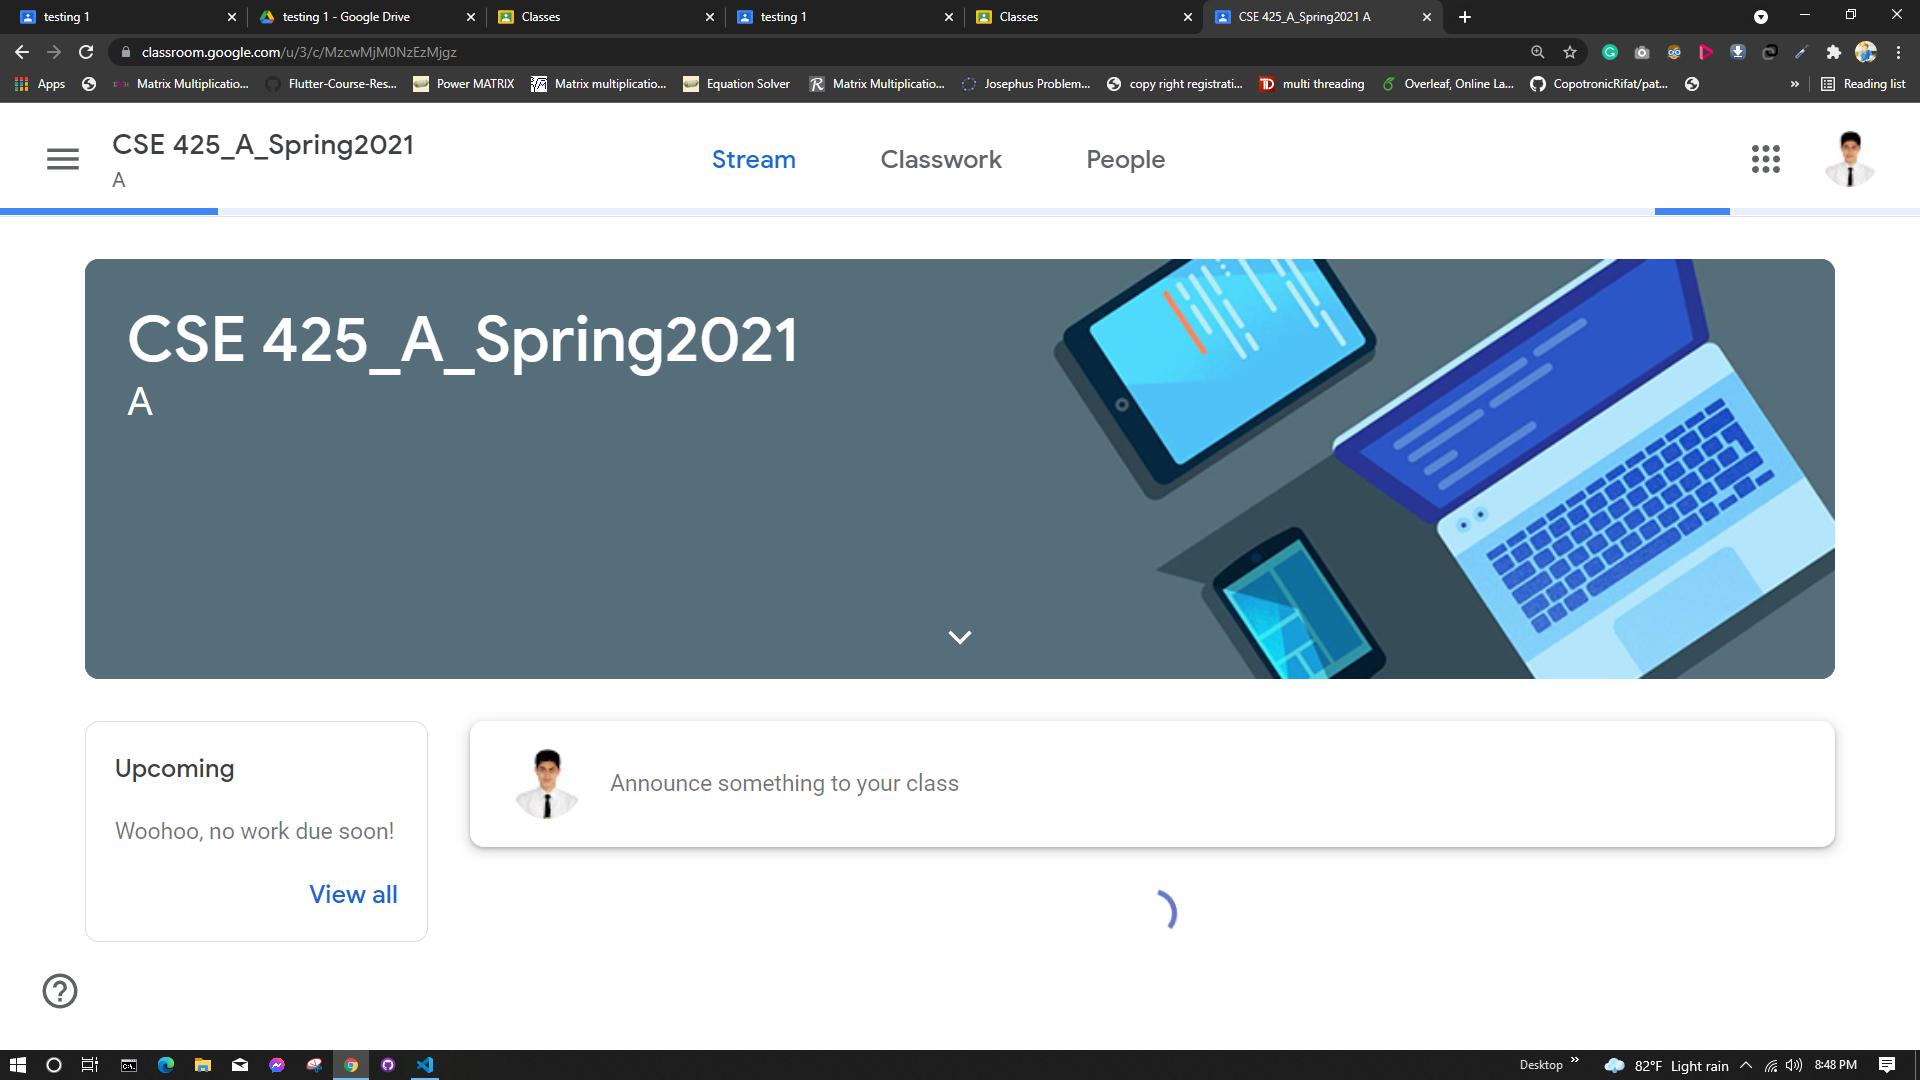 testing 1
testing 1 - Google Drive
Classes
testing 1
Classes
CSE 425_A_Spring2021 A
classroom.google.com/u/3/c/MzcwMjM0NzEzMjgz
Apps
Matrix Multiplicatio...
Flutter-Course-Res...
Power MATRIX
Matrix multiplicatio...
Equation Solver
Matrix Multiplicatio...
Josephus Problem...
copy right registrati...
multi threading
Overleaf, Online La...
CopotronicRifat/pat...
»
Reading list
CSE 425_A_Spring2021
A
Stream
Classwork
People
CSE 425_A_Spring2021
A
Upcoming
Woohoo, no work due soon!
View all
Announce something to your class
Desktop
82°F Light rain
8:48 PM